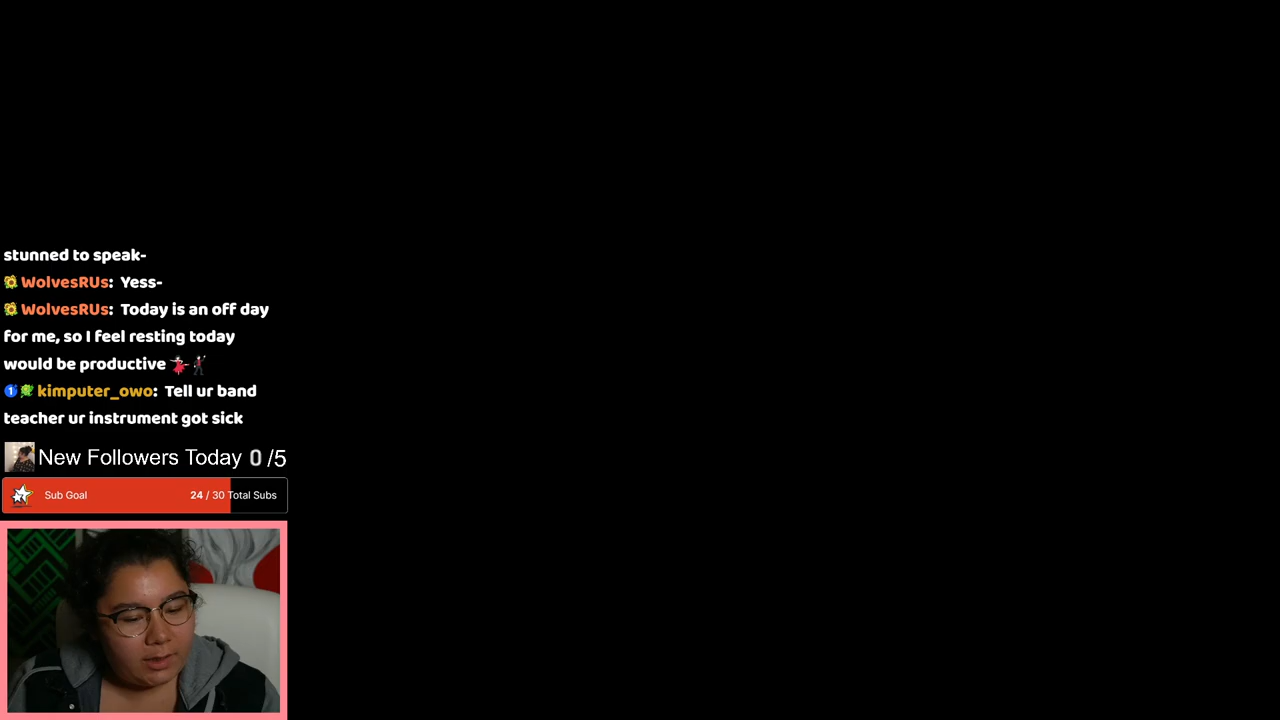 stunned to speak-
WolvesRUs: Yess-
WolvesRUs: Today is an off day
for me, so I feel resting today
would be productive
1 kimputer_owo: Tell ur band
teacher ur instrument got sick
New Followers Today 0 /5
Sub Goal 24 / 30 Total Subs